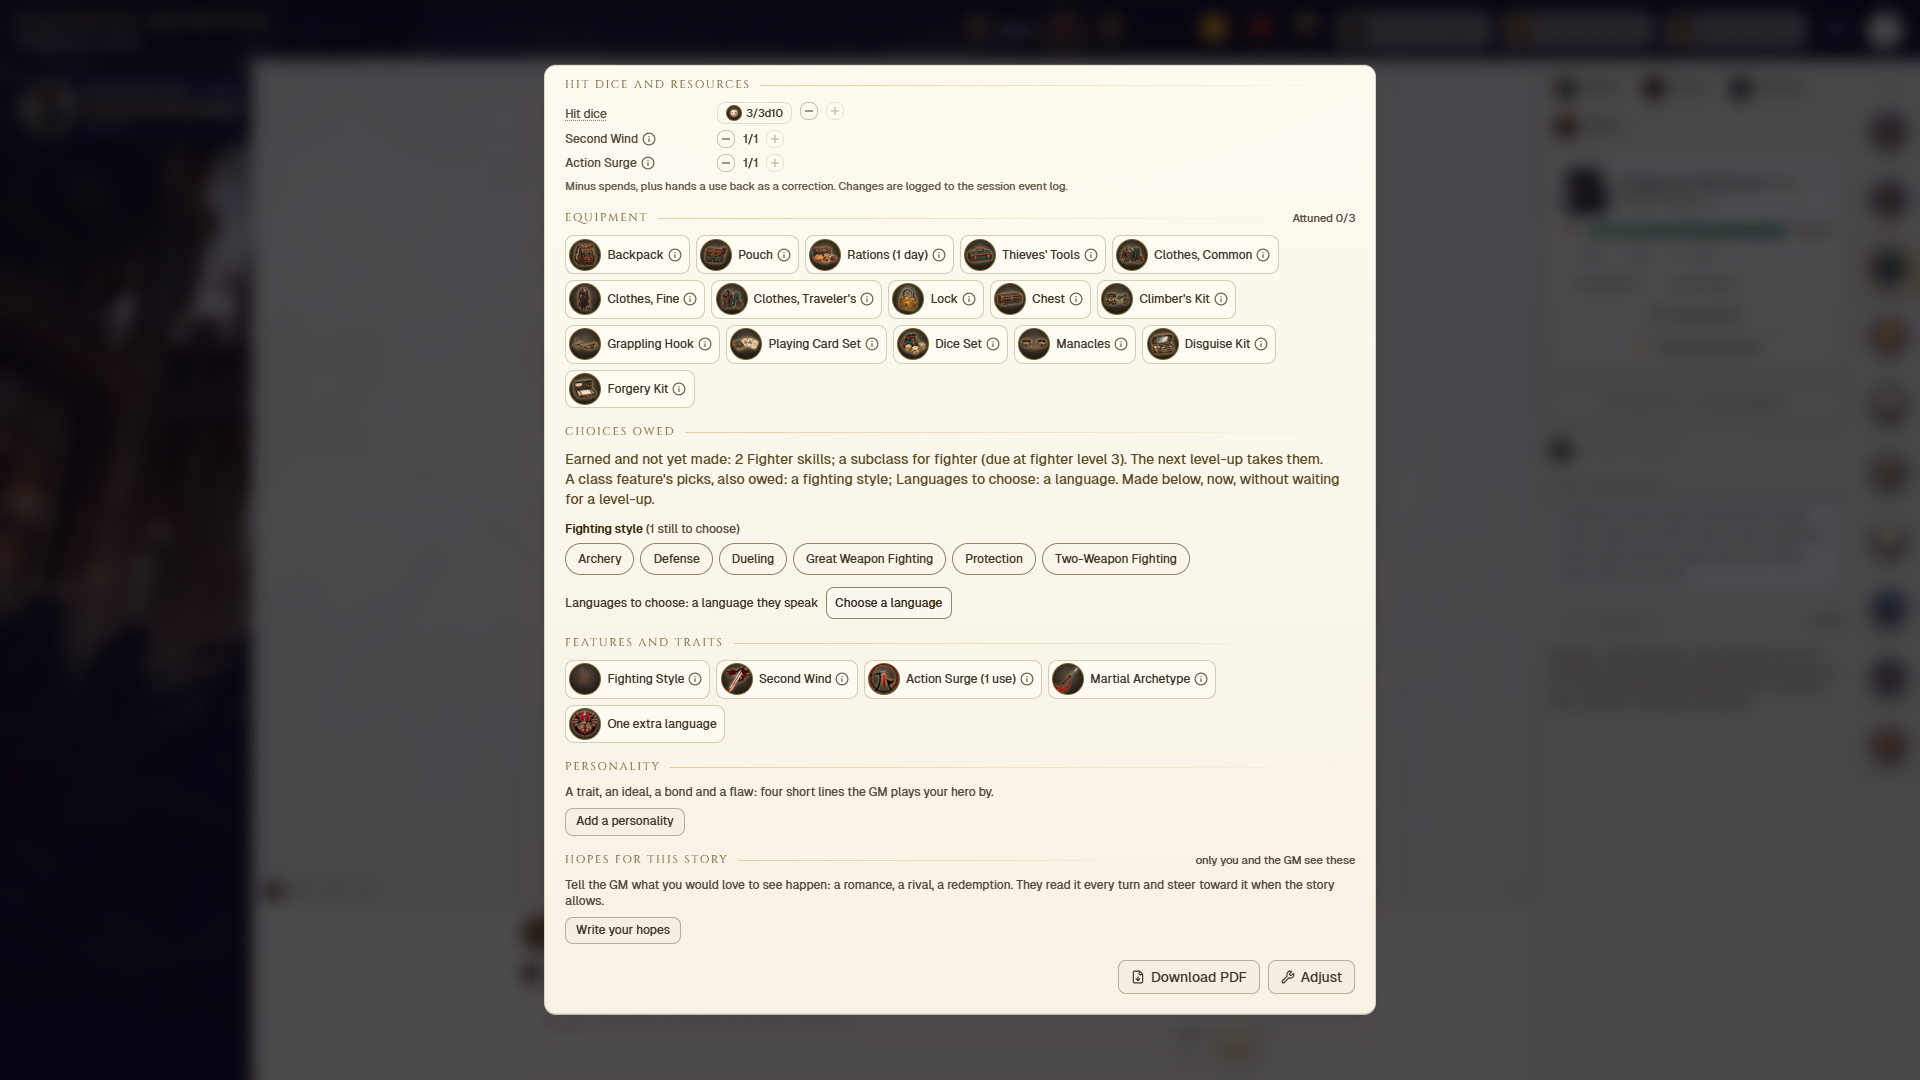 HIT DICE AND RESOURCES
Hit dice 3/3d10
Second Wind 1/1
Action Surge 1/1
Minus spends, plus hands a use back as a correction. Changes are logged to the session event log.
EQUIPMENT Attuned 0/3
Backpack Pouch Rations (1 day) Thieves' Tools Clothes, Common
Clothes, Fine Clothes, Traveler's Lock Chest Climber's Kit
Grappling Hook Playing Card Set Dice Set Manacles Disguise Kit
Forgery Kit
CHOICES OWED
Earned and not yet made: 2 Fighter skills; a subclass for fighter (due at fighter level 3). The next level-up takes them.
A class feature's picks, also owed: a fighting style; Languages to choose: a language. Made below, now, without waiting
for a level-up.
Fighting style (1 still to choose)
Archery Defense Dueling Great Weapon Fighting Protection Two-Weapon Fighting
Languages to choose: a language they speak Choose a language
FEATURES AND TRAITS
Fighting Style Second Wind Action Surge (1 use) Martial Archetype
One extra language
PERSONALITY
A trait, an ideal, a bond and a flaw: four short lines the GM plays your hero by.
Add a personality
HOPES FOR THIS STORY only you and the GM see these
Tell the GM what you would love to see happen: a romance, a rival, a redemption. They read it every turn and steer toward it when the story
allows.
Write your hopes
Download PDF Adjust